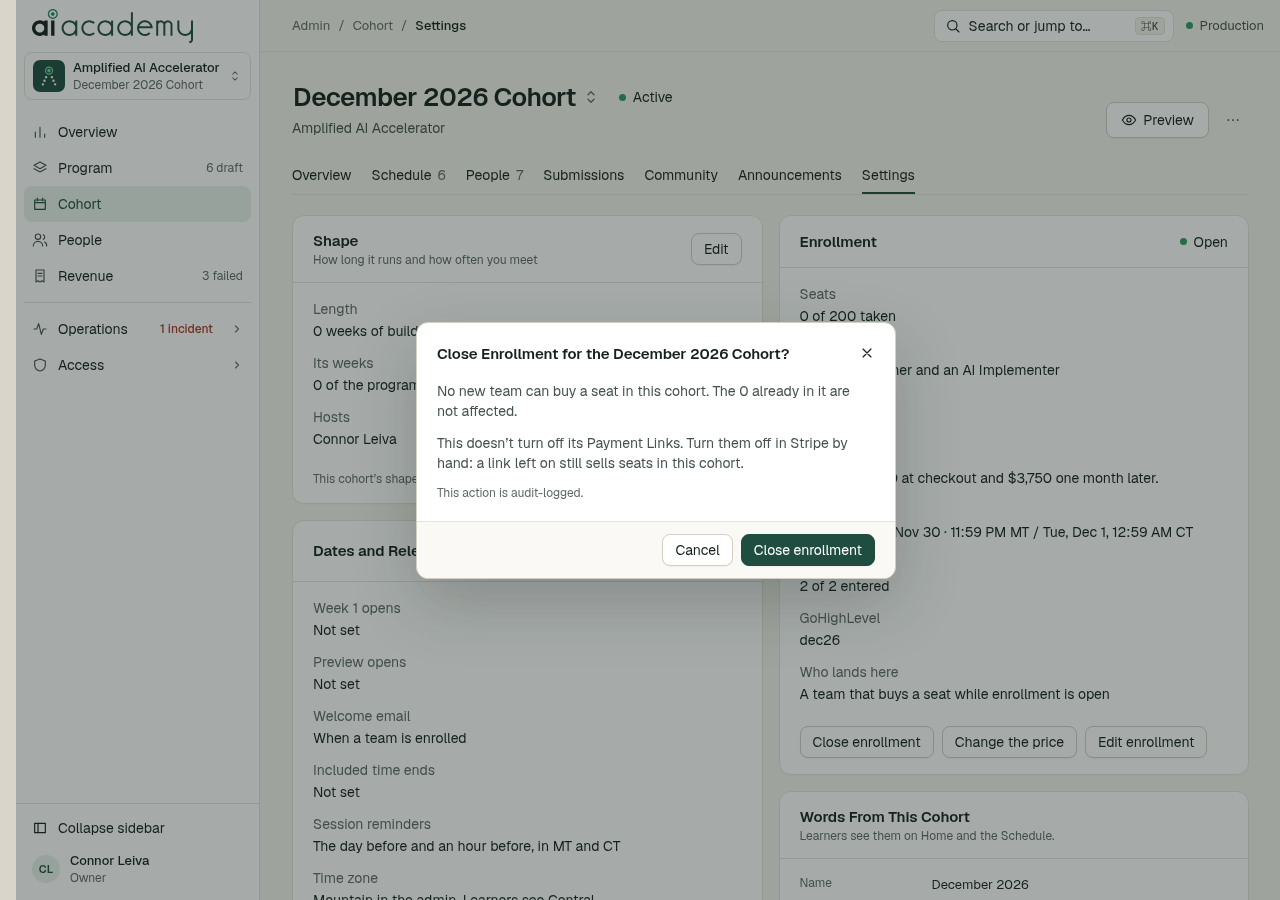 ai academy
Amplified AI Accelerator
December 2026 Cohort
Overview
Program 6 draft
Cohort
People
Revenue 3 failed
Operations 1 incident
Access
Collapse sidebar
CL
Connor Leiva
Owner
Admin / Cohort / Settings
Search or jump to… ⌘K
Production
December 2026 Cohort
Active
Amplified AI Accelerator
Preview
Overview Schedule 6 People 7 Submissions Community Announcements Settings
Shape
How long it runs and how often you meet
Edit
Length
0 weeks of build
Its weeks
0 of the program
Hosts
Connor Leiva
This cohort's shape
Dates and Rele
Week 1 opens
Not set
Preview opens
Not set
Welcome email
When a team is enrolled
Included time ends
Not set
Session reminders
The day before and an hour before, in MT and CT
Time zone
Mountain in the admin. Learners see Central.
Enrollment
Open
Seats
0 of 200 taken
and an AI Implementer
at checkout and $3,750 one month later.
Nov 30 · 11:59 PM MT / Tue, Dec 1, 12:59 AM CT
2 of 2 entered
GoHighLevel
dec26
Who lands here
A team that buys a seat while enrollment is open
Close enrollment Change the price Edit enrollment
Words From This Cohort
Learners see them on Home and the Schedule.
Name December 2026
Close Enrollment for the December 2026 Cohort?
No new team can buy a seat in this cohort. The 0 already in it are
not affected.
This doesn’t turn off its Payment Links. Turn them off in Stripe by
hand: a link left on still sells seats in this cohort.
This action is audit-logged.
Cancel
Close enrollment